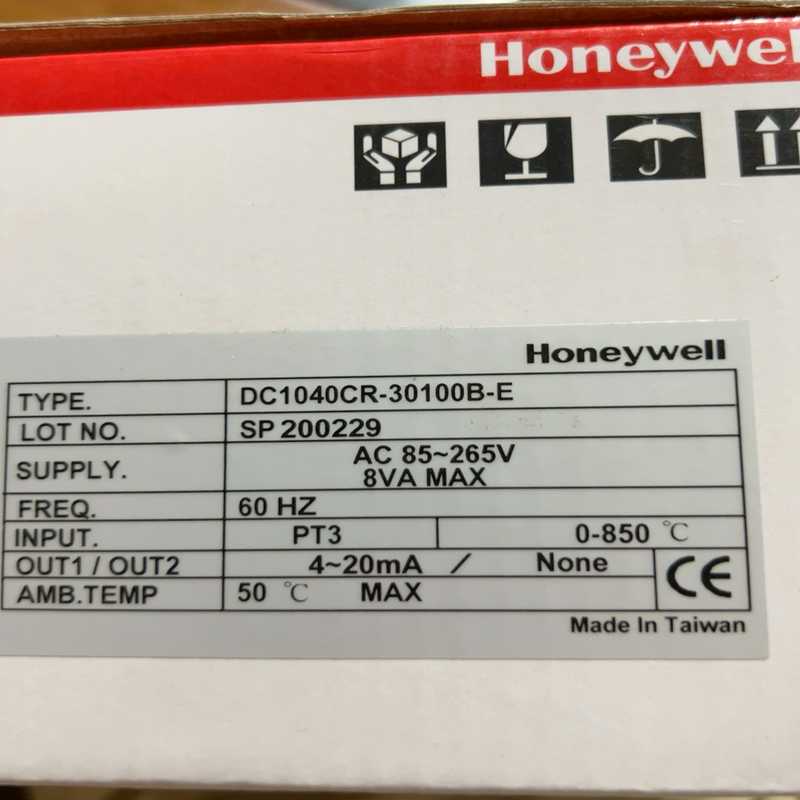 Honeywel
Honeywell
TYPE. DC1040CR-30100B-E
LOT NO. SP 200229
SUPPLY. AC 85~265V
8VA MAX
FREQ. 60 HZ
INPUT. PT3 0-850 ℃
OUT1 / OUT2 4~20mA / None
AMB.TEMP 50 ℃ MAX CE
Made In Taiwan